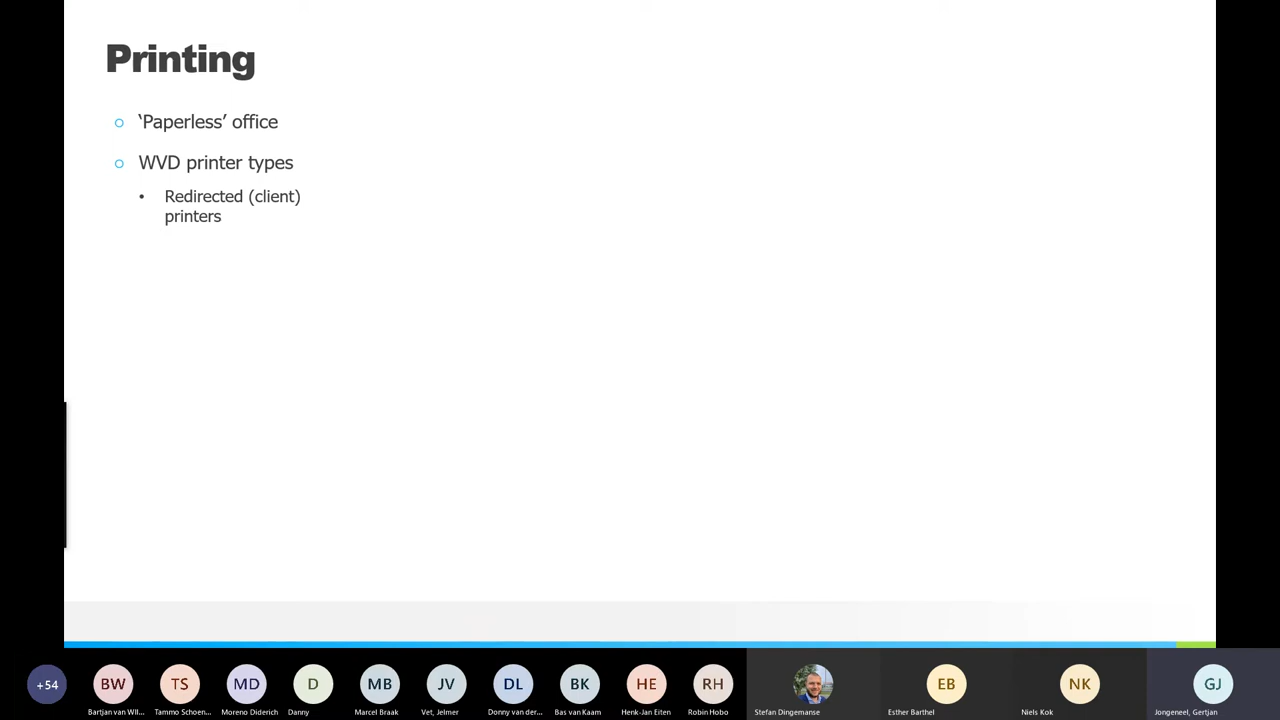 Printing
‘Paperless’ office
WVD printer types
Redirected (client)
printers
+54 BW TS MD D MB JV DL BK HE RH EB NK GJ
Bartjan van Wil... Tammo Schoen... Moreno Diderich Danny Marcel Braak Vet, Jelmer Donny van der... Bas van Kaam Henk-Jan Eiten Robin Hobo Stefan Dingemanse Esther Barthel Niels Kok Jongeneel, Gertjan